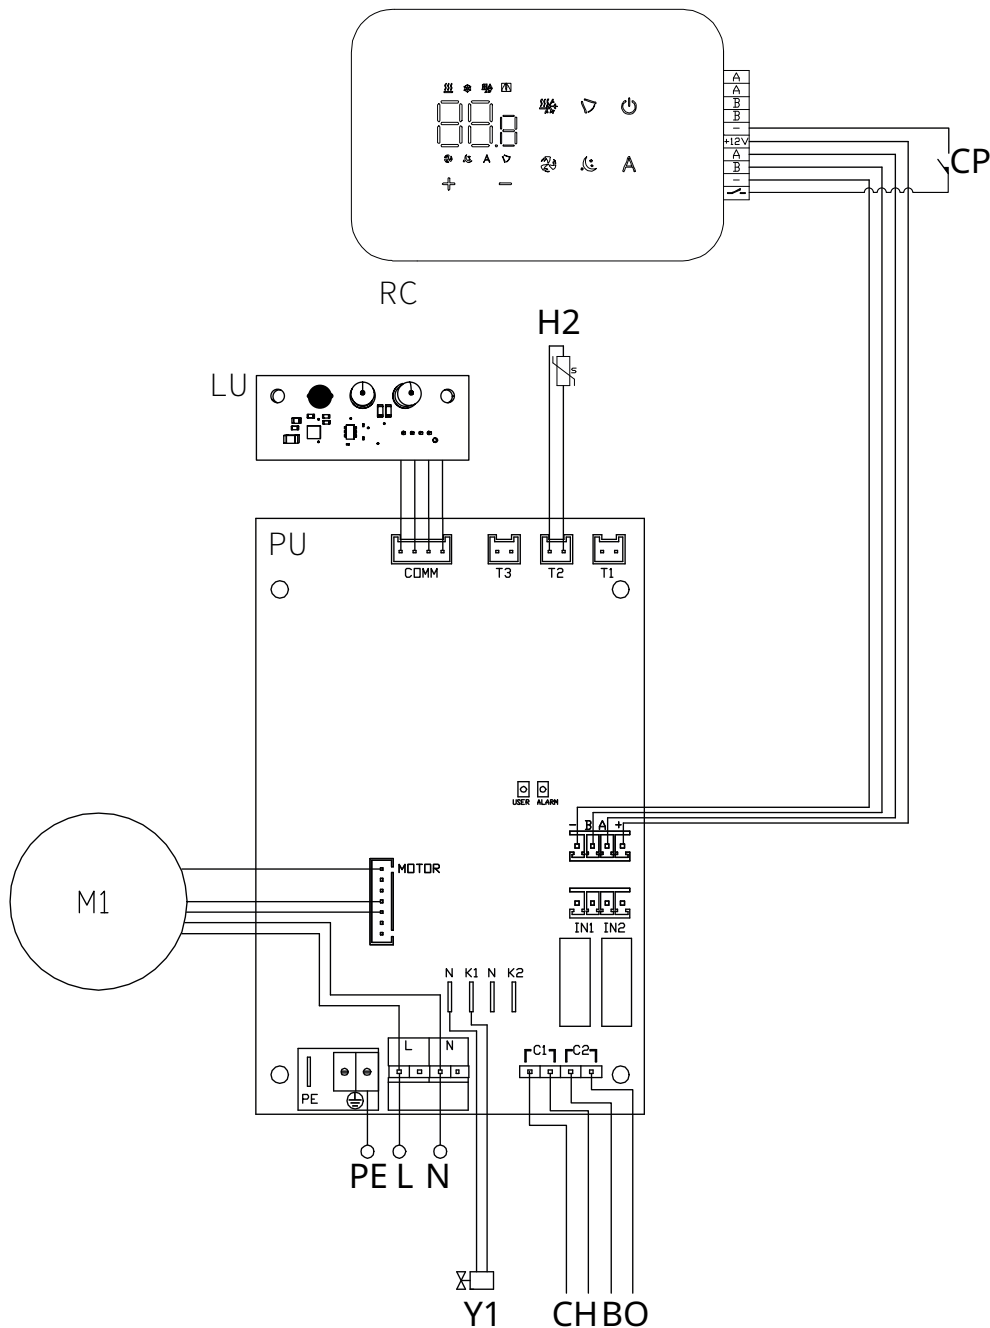 A
A
B
B
-
+12V
A
B
-
88.8
A
A
+ -
CP
RC
H2
S
LU
PU
COMM T3 T2 T1
USER ALARM
- B A +
MOTOR
M1
IN1 IN2
N K1 N K2
L N
C1 C2
PE
PE L N
Y1 CH BO